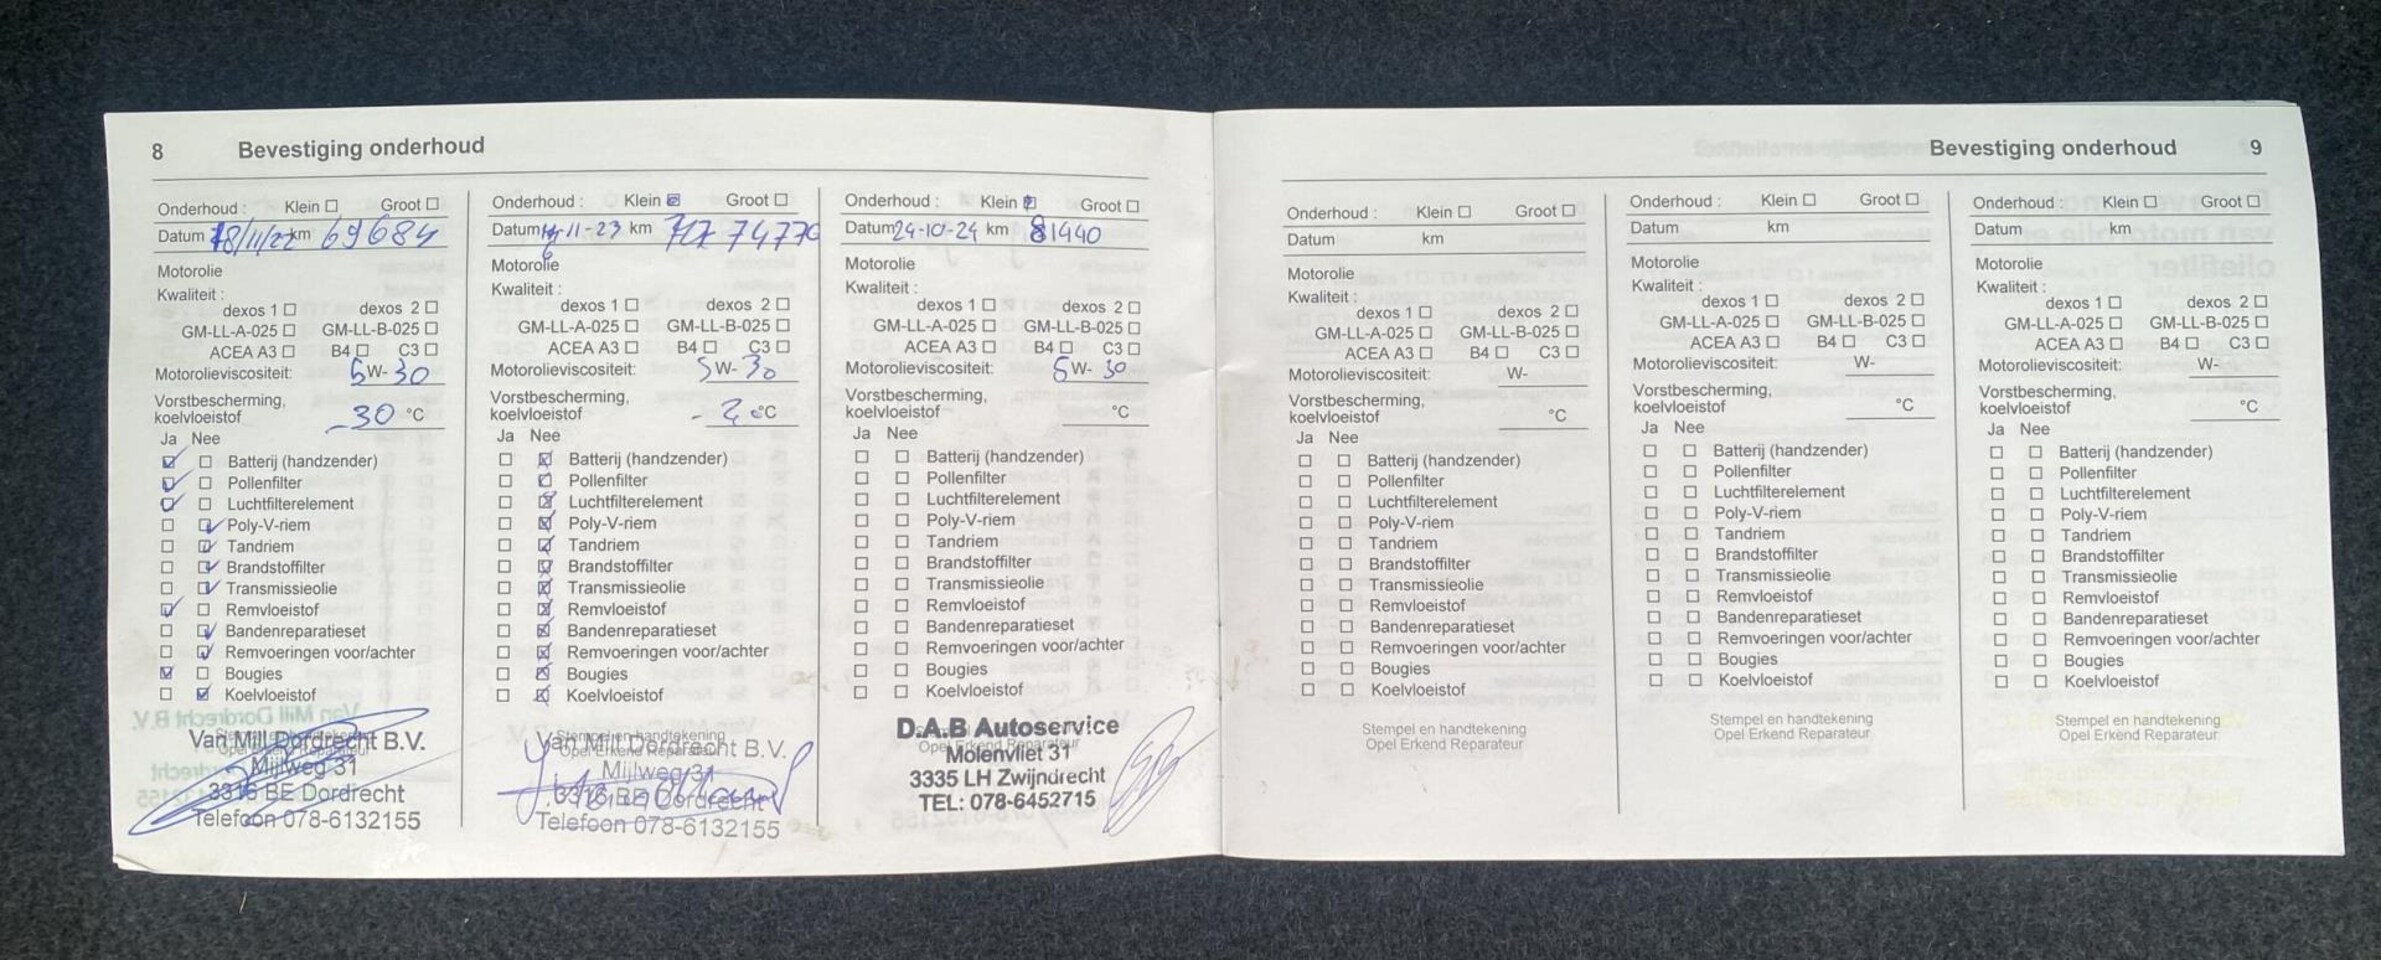 8 Bevestiging onderhoud
Onderhoud : Klein ☐ Groot ☐
Datum 18/11/22 km 69684
Motorolie
Kwaliteit :
dexos 1 ☐ dexos 2 ☐
GM-LL-A-025 ☐ GM-LL-B-025 ☐
ACEA A3 ☐ B4 ☐ C3 ☐
Motorolieviscositeit: 5W-30
Vorstbescherming,
koelvloeistof -30 °C
Ja Nee
☑ ☐ Batterij (handzender)
☑ ☐ Pollenfilter
☑ ☐ Luchtfilterelement
☐ ☑ Poly-V-riem
☐ ☑ Tandriem
☐ ☑ Brandstoffilter
☐ ☑ Transmissieolie
☑ ☐ Remvloeistof
☐ ☑ Bandenreparatieset
☐ ☑ Remvoeringen voor/achter
☑ ☐ Bougies
☐ ☑ Koelvloeistof
Van Mill Dordrecht B.V.
Mijlweg 31
3316 BE Dordrecht
Telefoon 078-6132155
Onderhoud : Klein ☒ Groot ☐
Datum 11-23 km 74770
Motorolie
Kwaliteit :
dexos 1 ☐ dexos 2 ☐
GM-LL-A-025 ☐ GM-LL-B-025 ☐
ACEA A3 ☐ B4 ☐ C3 ☐
Motorolieviscositeit: 5W-30
Vorstbescherming,
koelvloeistof °C
Ja Nee
☐ ☒ Batterij (handzender)
☐ ☒ Pollenfilter
☐ ☒ Luchtfilterelement
☐ ☒ Poly-V-riem
☐ ☒ Tandriem
☐ ☒ Brandstoffilter
☐ ☒ Transmissieolie
☐ ☒ Remvloeistof
☐ ☒ Bandenreparatieset
☐ ☒ Remvoeringen voor/achter
☐ ☒ Bougies
☐ ☒ Koelvloeistof
Stempel en handtekening
Opel Erkend Reparateur
Van Mill Dordrecht B.V.
Mijlweg 31
3316 BE Dordrecht
Telefoon 078-6132155
Onderhoud : Klein ☒ Groot ☐
Datum 24-10-24 km 81440
Motorolie
Kwaliteit :
dexos 1 ☐ dexos 2 ☐
GM-LL-A-025 ☐ GM-LL-B-025 ☐
ACEA A3 ☐ B4 ☐ C3 ☐
Motorolieviscositeit: 5W-30
Vorstbescherming,
koelvloeistof °C
Ja Nee
☐ ☐ Batterij (handzender)
☐ ☐ Pollenfilter
☐ ☐ Luchtfilterelement
☐ ☐ Poly-V-riem
☐ ☐ Tandriem
☐ ☐ Brandstoffilter
☐ ☐ Transmissieolie
☐ ☐ Remvloeistof
☐ ☐ Bandenreparatieset
☐ ☐ Remvoeringen voor/achter
☐ ☐ Bougies
☐ ☐ Koelvloeistof
D.A.B Autoservice
Opel Erkend Reparateur
Molenvliet 31
3335 LH Zwijndrecht
TEL: 078-6452715
Bevestiging onderhoud 9
Onderhoud : Klein ☐ Groot ☐
Datum km
Motorolie
Kwaliteit :
dexos 1 ☐ dexos 2 ☐
GM-LL-A-025 ☐ GM-LL-B-025 ☐
ACEA A3 ☐ B4 ☐ C3 ☐
Motorolieviscositeit: W-
Vorstbescherming,
koelvloeistof °C
Ja Nee
☐ ☐ Batterij (handzender)
☐ ☐ Pollenfilter
☐ ☐ Luchtfilterelement
☐ ☐ Poly-V-riem
☐ ☐ Tandriem
☐ ☐ Brandstoffilter
☐ ☐ Transmissieolie
☐ ☐ Remvloeistof
☐ ☐ Bandenreparatieset
☐ ☐ Remvoeringen voor/achter
☐ ☐ Bougies
☐ ☐ Koelvloeistof
Stempel en handtekening
Opel Erkend Reparateur
Onderhoud : Klein ☐ Groot ☐
Datum km
Motorolie
Kwaliteit :
dexos 1 ☐ dexos 2 ☐
GM-LL-A-025 ☐ GM-LL-B-025 ☐
ACEA A3 ☐ B4 ☐ C3 ☐
Motorolieviscositeit: W-
Vorstbescherming,
koelvloeistof °C
Ja Nee
☐ ☐ Batterij (handzender)
☐ ☐ Pollenfilter
☐ ☐ Luchtfilterelement
☐ ☐ Poly-V-riem
☐ ☐ Tandriem
☐ ☐ Brandstoffilter
☐ ☐ Transmissieolie
☐ ☐ Remvloeistof
☐ ☐ Bandenreparatieset
☐ ☐ Remvoeringen voor/achter
☐ ☐ Bougies
☐ ☐ Koelvloeistof
Stempel en handtekening
Opel Erkend Reparateur
Onderhoud : Klein ☐ Groot ☐
Datum km
Motorolie
Kwaliteit :
dexos 1 ☐ dexos 2 ☐
GM-LL-A-025 ☐ GM-LL-B-025 ☐
ACEA A3 ☐ B4 ☐ C3 ☐
Motorolieviscositeit: W-
Vorstbescherming,
koelvloeistof °C
Ja Nee
☐ ☐ Batterij (handzender)
☐ ☐ Pollenfilter
☐ ☐ Luchtfilterelement
☐ ☐ Poly-V-riem
☐ ☐ Tandriem
☐ ☐ Brandstoffilter
☐ ☐ Transmissieolie
☐ ☐ Remvloeistof
☐ ☐ Bandenreparatieset
☐ ☐ Remvoeringen voor/achter
☐ ☐ Bougies
☐ ☐ Koelvloeistof
Stempel en handtekening
Opel Erkend Reparateur